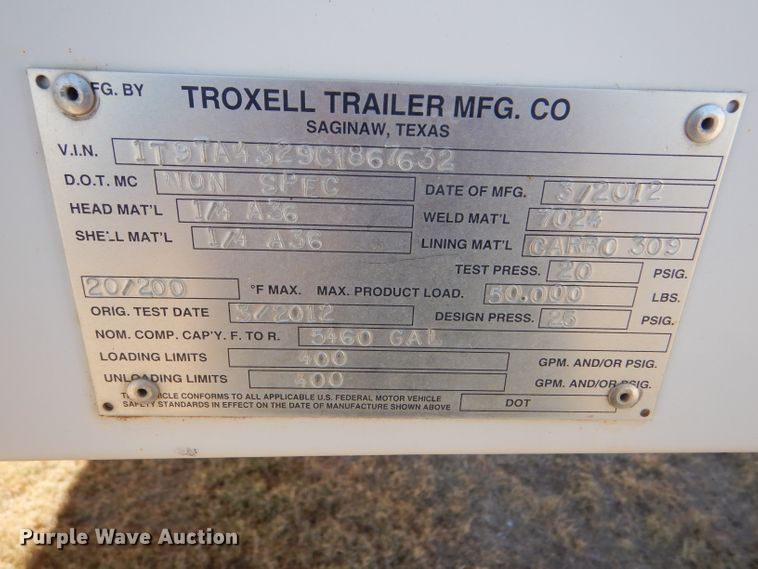 MFG. BY TROXELL TRAILER MFG. CO
SAGINAW, TEXAS
V.I.N. 1T9TA4329C1867632
D.O.T. MC NON SPEC DATE OF MFG. 3/2012
HEAD MAT'L 1/4 A36 WELD MAT'L 7024
SHELL MAT'L 1/4 A36 LINING MAT'L CARBO 309
TEST PRESS. 20 PSIG.
20/200 °F MAX. MAX. PRODUCT LOAD. 50.000 LBS.
ORIG. TEST DATE 3/2012 DESIGN PRESS. 25 PSIG.
NOM. COMP. CAP'Y. F. TO R. 5460 GAL
LOADING LIMITS 400 GPM. AND/OR PSIG.
UNLOADING LIMITS 400 GPM. AND/OR PSIG.
THIS VEHICLE CONFORMS TO ALL APPLICABLE U.S. FEDERAL MOTOR VEHICLE
SAFETY STANDARDS IN EFFECT ON THE DATE OF MANUFACTURE SHOWN ABOVE DOT
Purple Wave Auction
Purple Wave Auction